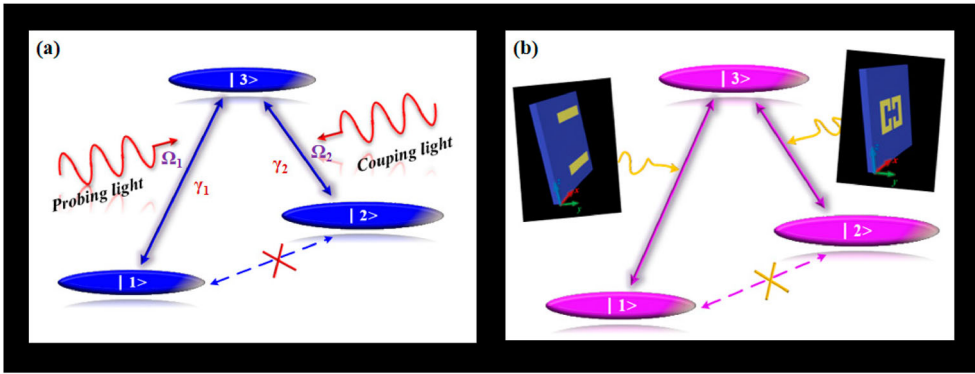 (a)
| 3>
Probing light
Ω1
γ1
γ2
Ω2
Couping light
| 2>
| 1>
(b)
| 3>
x
y
x
y
| 2>
| 1>